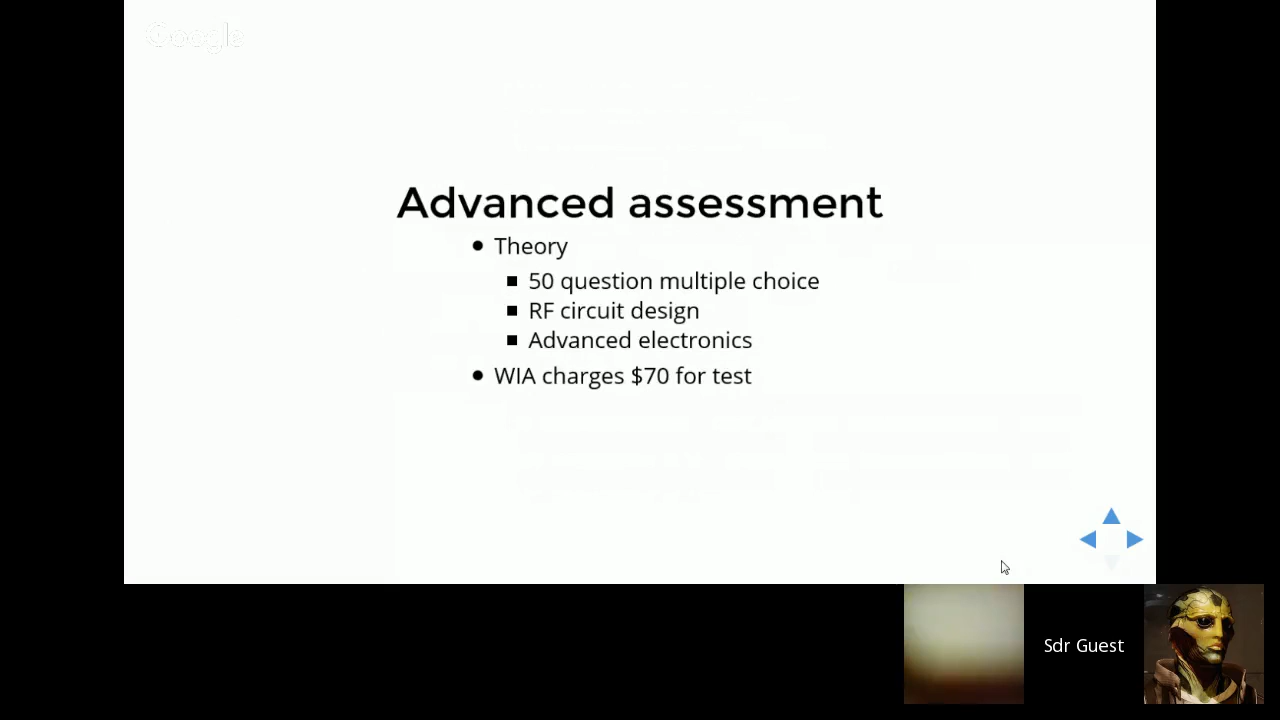 Google
Advanced assessment
Theory
50 question multiple choice
RF circuit design
Advanced electronics
WIA charges $70 for test
Sdr Guest